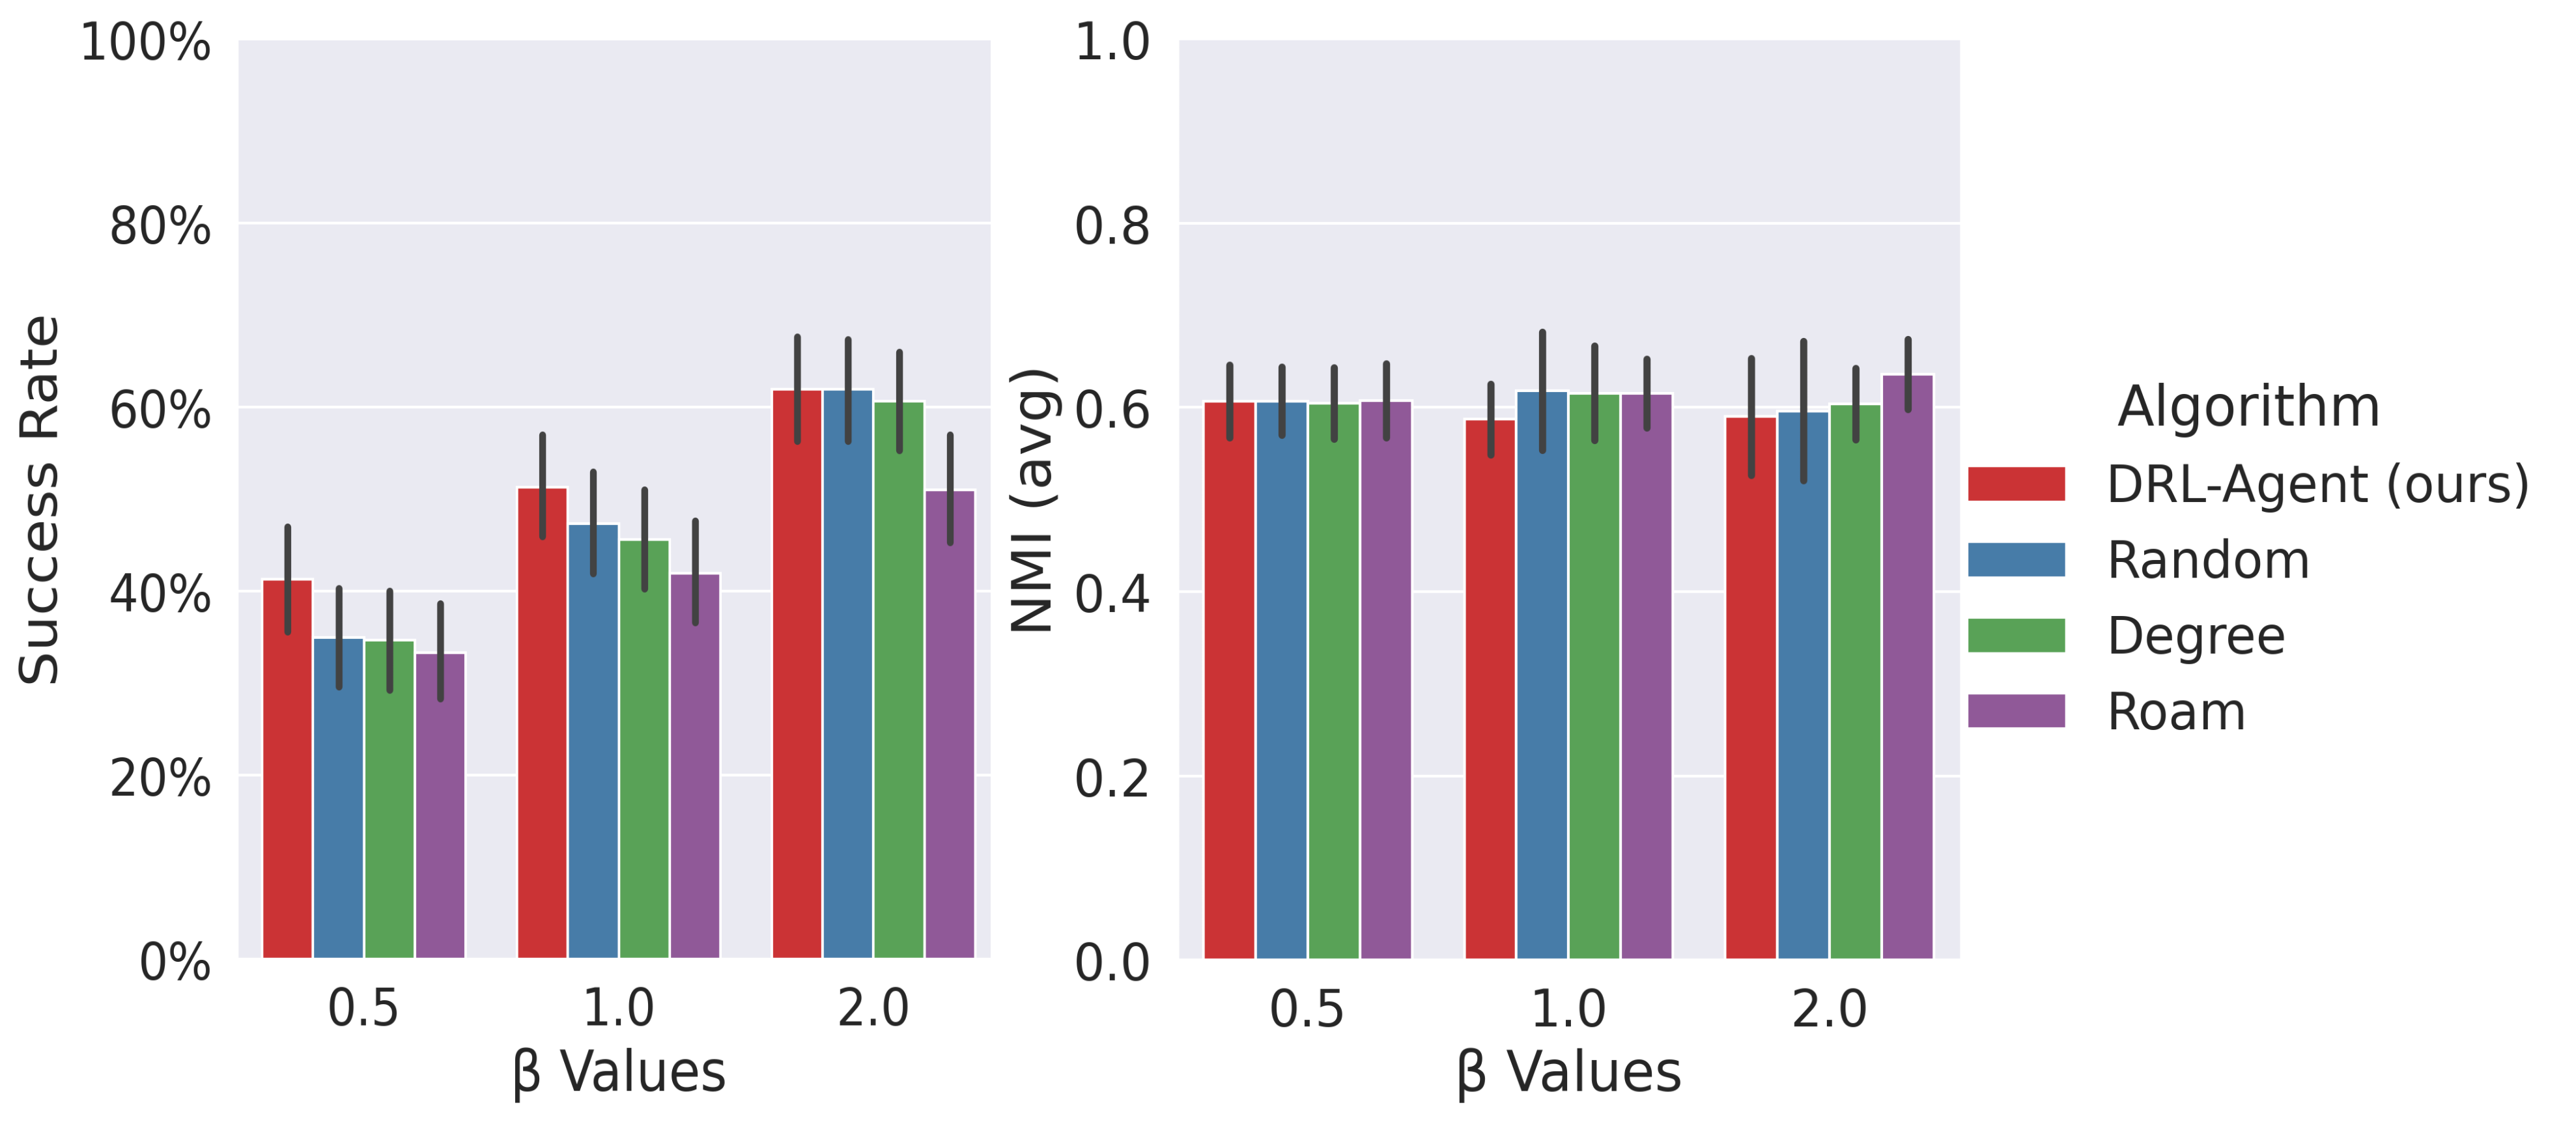 100%
80%
60%
40%
20%
0%
Success Rate
0.5 1.0 2.0
β Values
1.0
0.8
0.6
0.4
0.2
0.0
NMI (avg)
0.5 1.0 2.0
β Values
Algorithm
DRL-Agent (ours)
Random
Degree
Roam